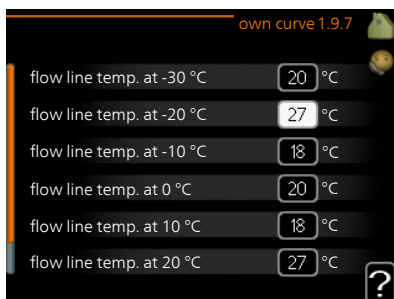 own curve 1.9.7
flow line temp. at -30 °C 20 °C
flow line temp. at -20 °C 27 °C
flow line temp. at -10 °C 18 °C
flow line temp. at 0 °C 20 °C
flow line temp. at 10 °C 18 °C
flow line temp. at 20 °C 27 °C
?